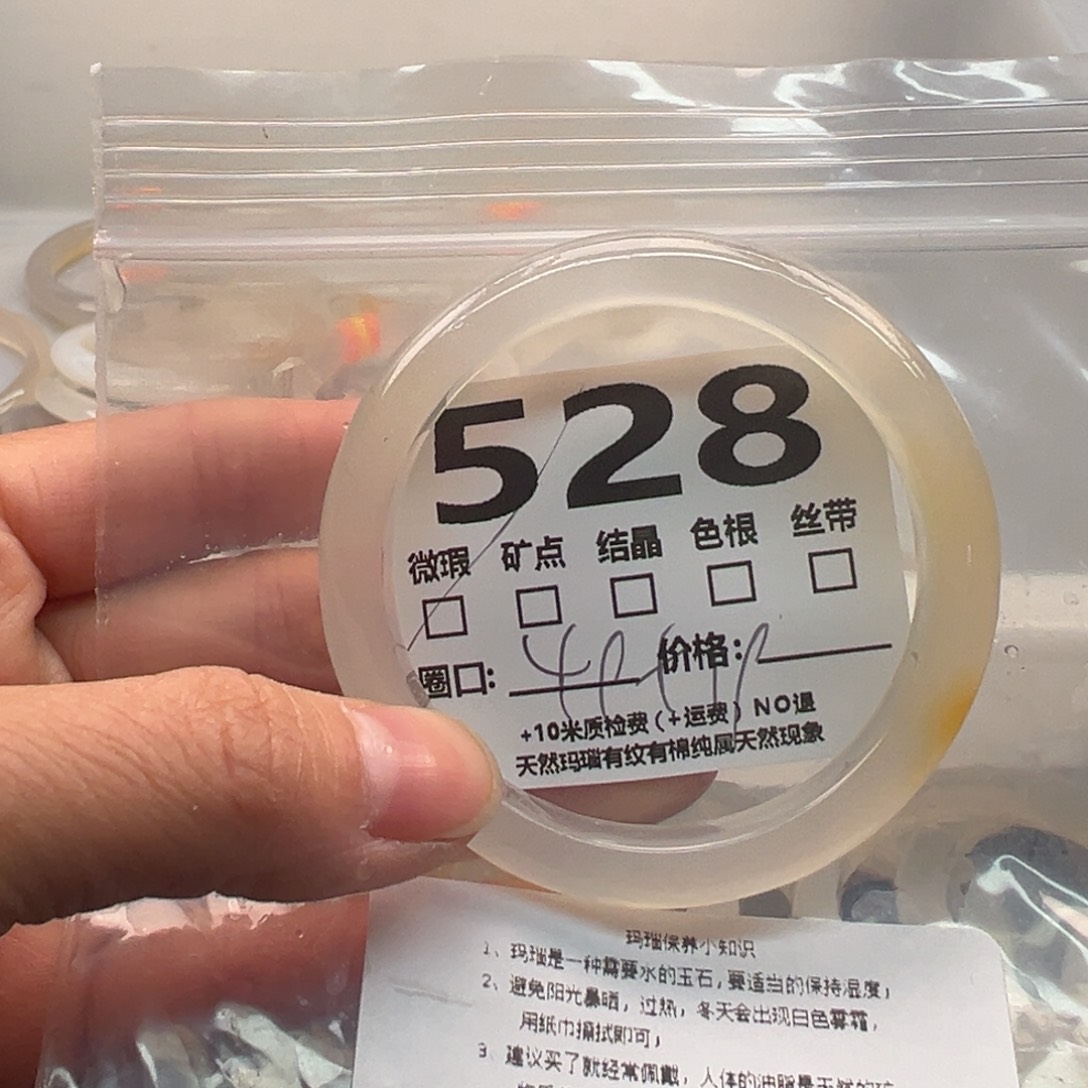 528
微瑕 矿点 结晶 色根 丝带
圈口: 价格:
+10米质检费(+运费) NO退
天然玛瑙有纹有棉纯属天然现象
玛瑙保养小知识
1、玛瑙是一种需要水的玉石,要适当的保持湿度,
2、避免阳光暴晒,过热,冬天会出现白色雾霜,
用纸巾擦拭即可,
3、建议买了就经常佩戴,人体的油脂是天然的